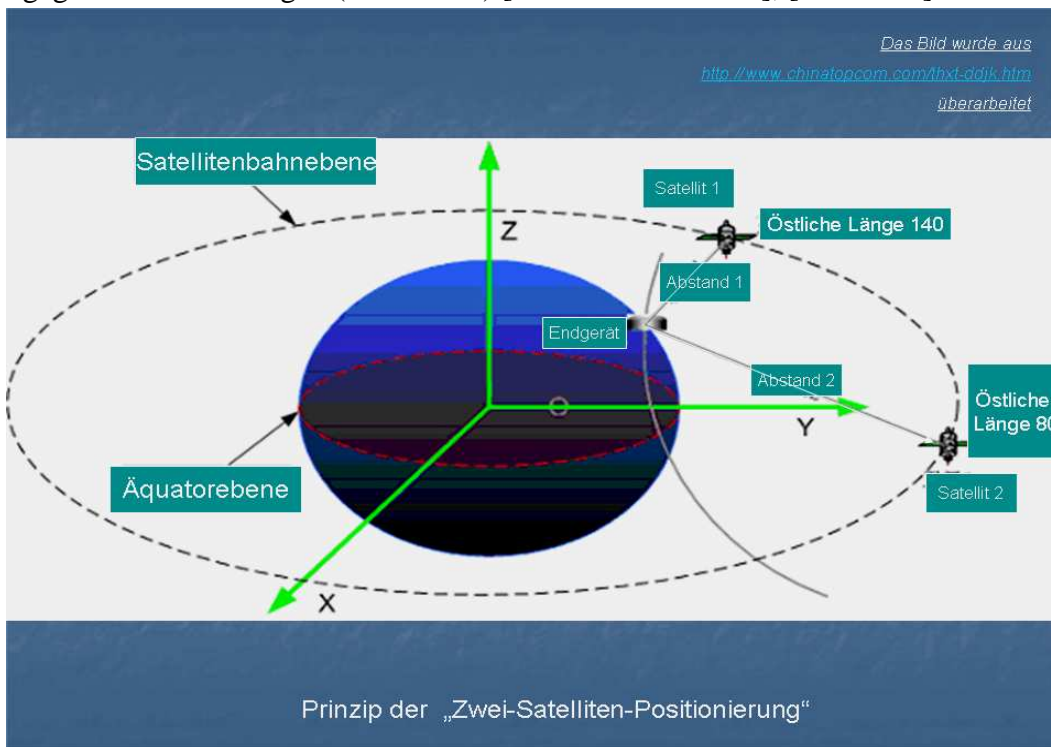 Das Bild wurde aus
http://www.chinatopcom.com/thxt-ddjk.htm
überarbeitet
Satellitenbahnebene
Satellit 1
Östliche Länge 140
Z
Abstand 1
Endgerät
Abstand 2
Y
Östliche
Länge 80
Äquatorebene
Satellit 2
X
Prinzip der „Zwei-Satelliten-Positionierung“